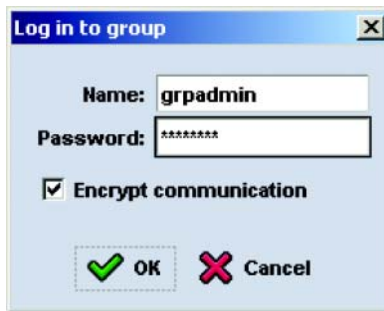 Log in to group
Name: grpadmin
Password: ********
Encrypt communication
OK Cancel